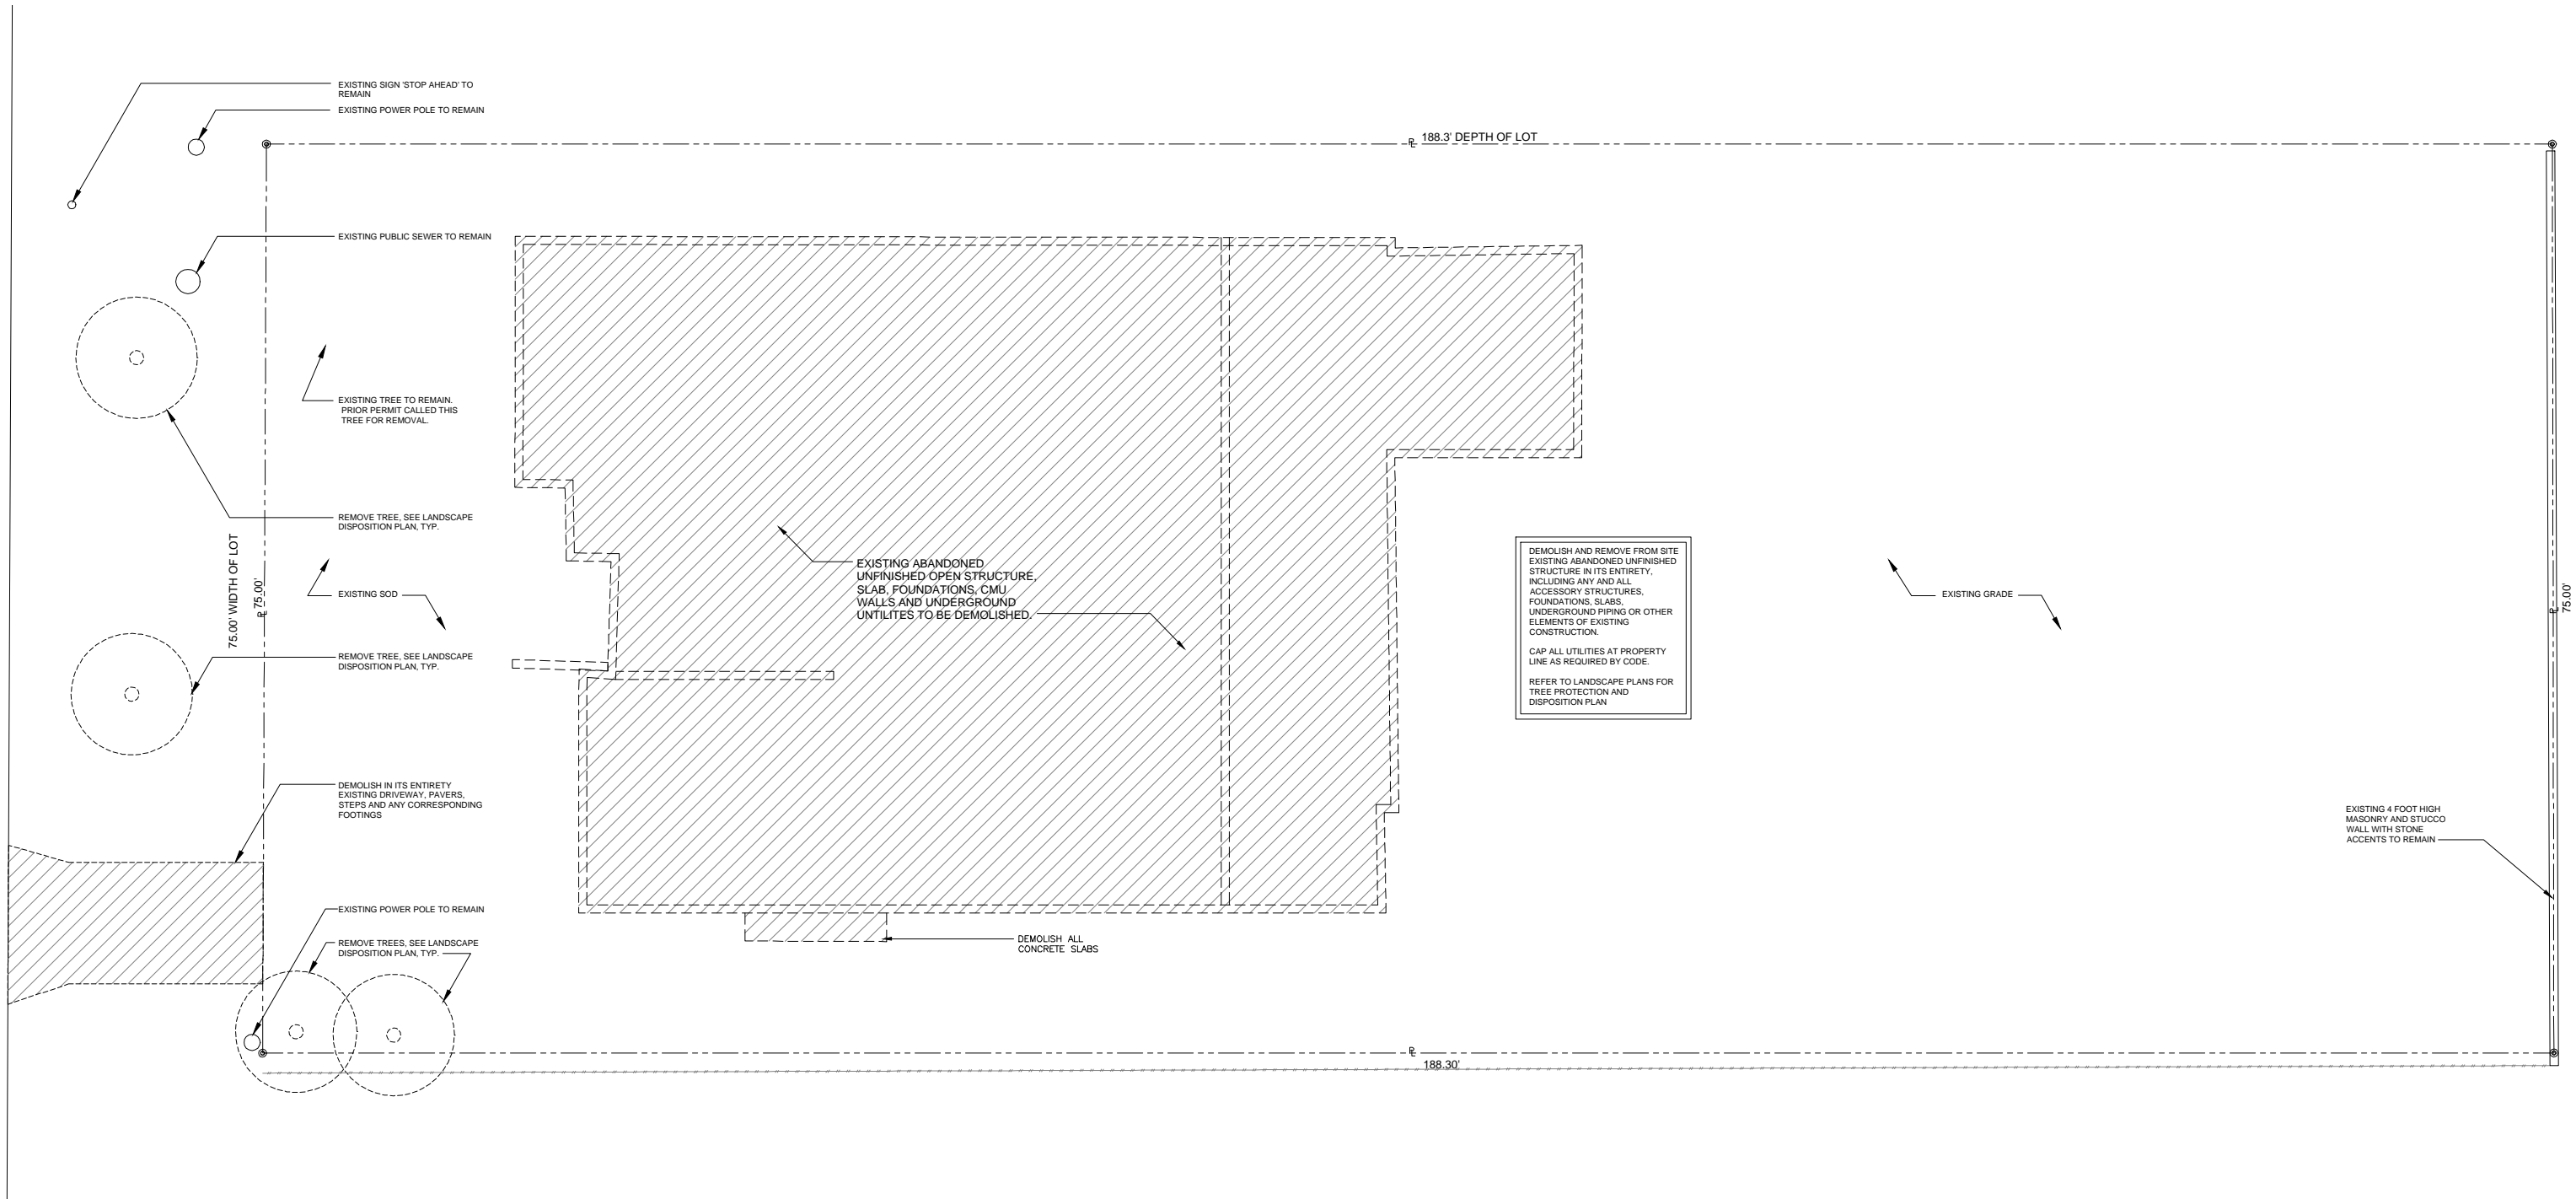 EXISTING SIGN 'STOP AHEAD' TO
REMAIN
EXISTING POWER POLE TO REMAIN
188.3' DEPTH OF LOT
EXISTING PUBLIC SEWER TO REMAIN
EXISTING TREE TO REMAIN.
PRIOR PERMIT CALLED THIS
TREE FOR REMOVAL.
REMOVE TREE, SEE LANDSCAPE
DISPOSITION PLAN, TYP.
75.00' WIDTH OF LOT
75.00'
EXISTING SOD
REMOVE TREE, SEE LANDSCAPE
DISPOSITION PLAN, TYP.
EXISTING ABANDONED
UNFINISHED OPEN STRUCTURE,
SLAB, FOUNDATIONS, CMU
WALLS AND UNDERGROUND
UNTILITES TO BE DEMOLISHED.
DEMOLISH AND REMOVE FROM SITE
EXISTING ABANDONED UNFINISHED
STRUCTURE IN ITS ENTIRETY,
INCLUDING ANY AND ALL
ACCESSORY STRUCTURES,
FOUNDATIONS, SLABS,
UNDERGROUND PIPING OR OTHER
ELEMENTS OF EXISTING
CONSTRUCTION.
CAP ALL UTILITIES AT PROPERTY
LINE AS REQUIRED BY CODE.
REFER TO LANDSCAPE PLANS FOR
TREE PROTECTION AND
DISPOSITION PLAN
EXISTING GRADE
75.00'
DEMOLISH IN ITS ENTIRETY
EXISTING DRIVEWAY, PAVERS,
STEPS AND ANY CORRESPONDING
FOOTINGS
EXISTING 4 FOOT HIGH
MASONRY AND STUCCO
WALL WITH STONE
ACCENTS TO REMAIN
EXISTING POWER POLE TO REMAIN
REMOVE TREES, SEE LANDSCAPE
DISPOSITION PLAN, TYP.
DEMOLISH ALL
CONCRETE SLABS
188.30'